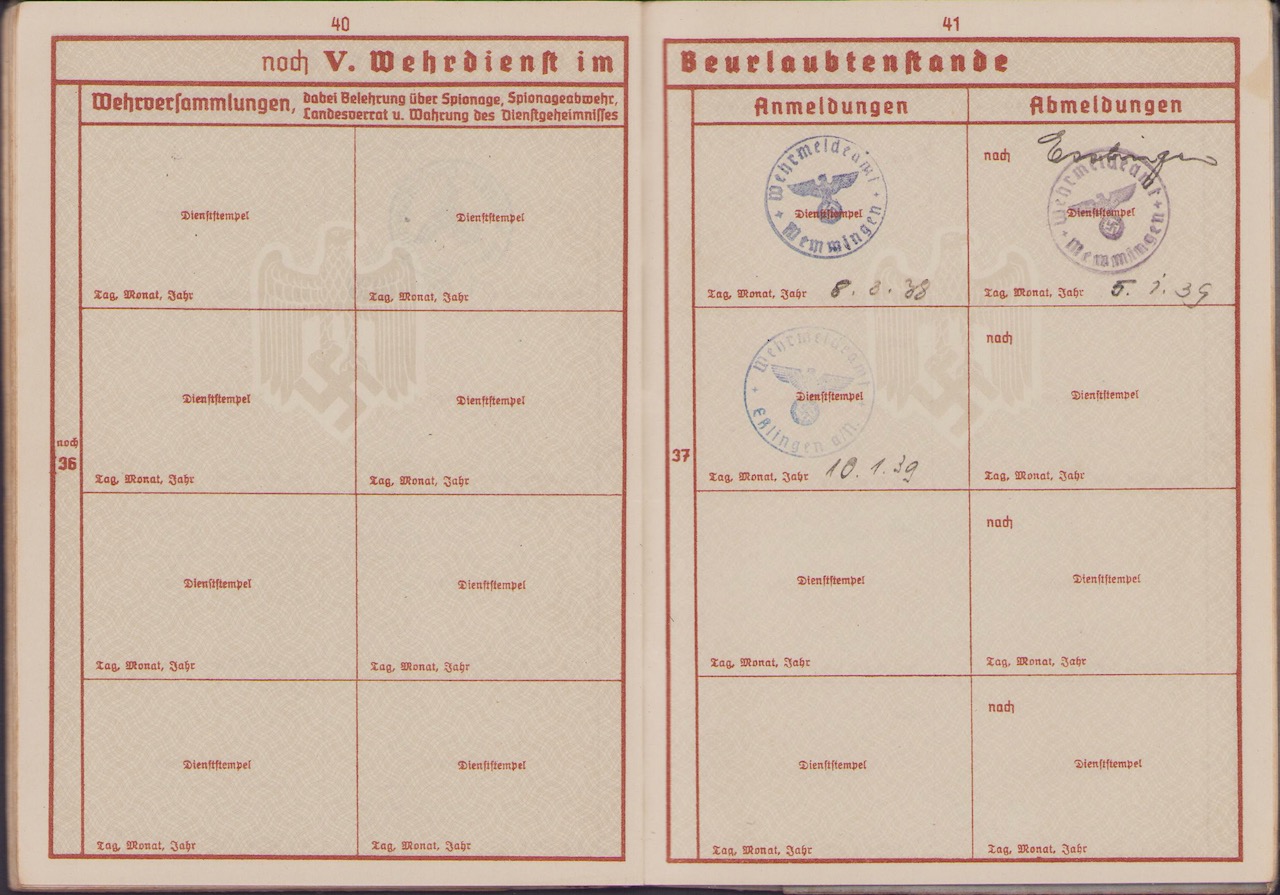 40
noch V. Wehrdienst im
Wehrversammlungen, dabei Belehrung über Spionage, Spionageabwehr,
Landesverrat u. Wahrung des Dienstgeheimnisses
Dienststempel
Dienststempel
Tag, Monat, Jahr
Tag, Monat, Jahr
Dienststempel
Dienststempel
noch
36
Tag, Monat, Jahr
Tag, Monat, Jahr
Dienststempel
Dienststempel
Tag, Monat, Jahr
Tag, Monat, Jahr
Dienststempel
Dienststempel
Tag, Monat, Jahr
Tag, Monat, Jahr
41
Beurlaubtenstande
Anmeldungen
Abmeldungen
Wehrmeldeamt
Dienststempel
Memmingen
Tag, Monat, Jahr 8. 3. 38
nach
Wehrmeldeamt
Dienststempel
Memmingen
Tag, Monat, Jahr 5. 1. 39
Wehrmeldeamt
Dienststempel
Eßlingen a/N.
37
Tag, Monat, Jahr 10.1.39
nach
Dienststempel
Tag, Monat, Jahr
Dienststempel
Tag, Monat, Jahr
nach
Dienststempel
Tag, Monat, Jahr
Dienststempel
Tag, Monat, Jahr
nach
Dienststempel
Tag, Monat, Jahr